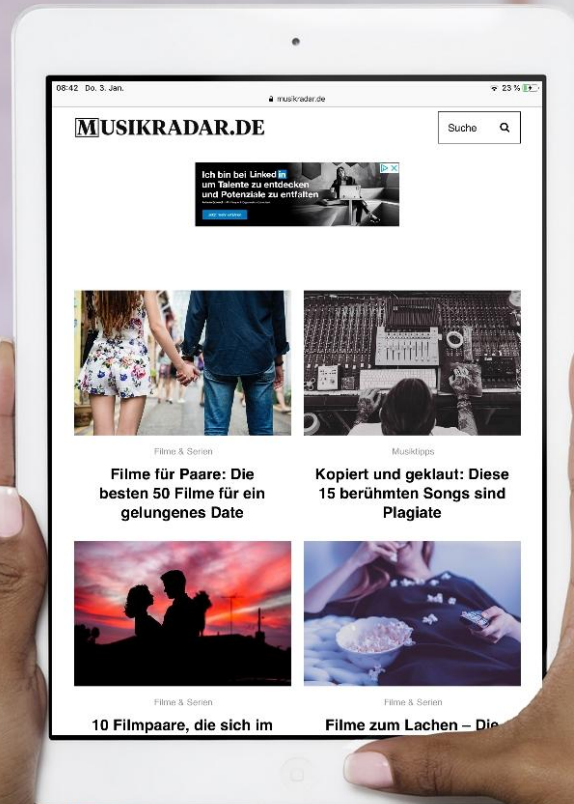 08:42 Do. 3. Jan.
23 %
musikradar.de
MUSIKRADAR.DE
Suche
Ich bin bei Linked in
um Talente zu entdecken
und Potenziale zu entfalten
Filme & Serien
Filme für Paare: Die
besten 50 Filme für ein
gelungenes Date
Musiktipps
Kopiert und geklaut: Diese
15 berühmten Songs sind
Plagiate
Filme & Serien
10 Filmpaare, die sich im
Filme & Serien
Filme zum Lachen – Die